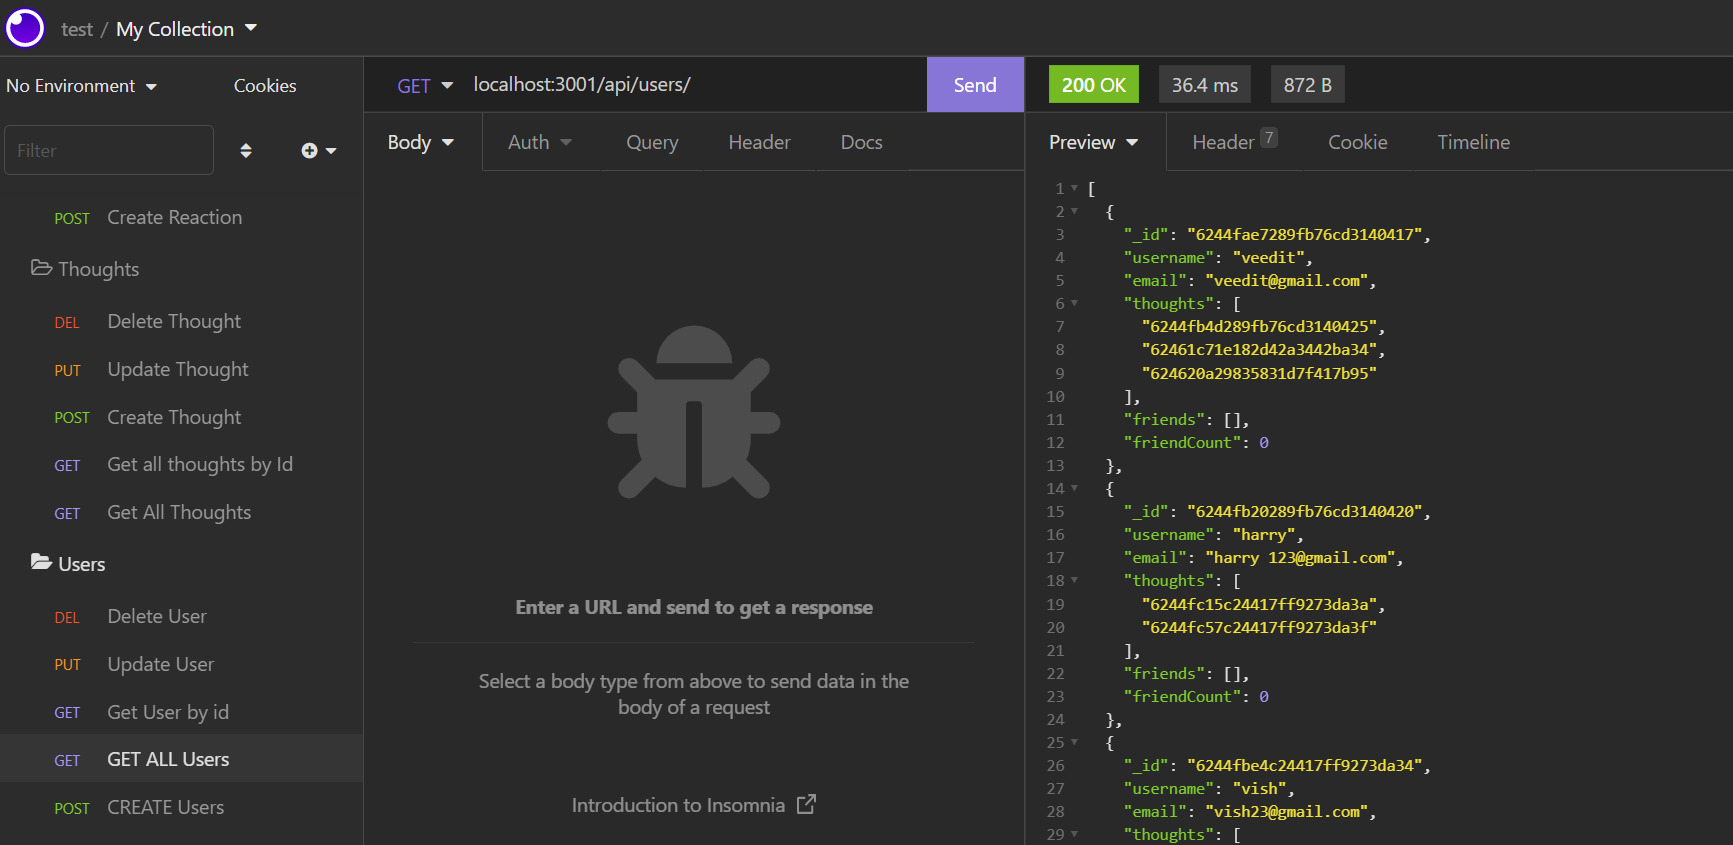 test / My Collection
No Environment
Cookies
Filter
POST Create Reaction
Thoughts
DEL Delete Thought
PUT Update Thought
POST Create Thought
GET Get all thoughts by Id
GET Get All Thoughts
Users
DEL Delete User
PUT Update User
GET Get User by id
GET GET ALL Users
POST CREATE Users
GET localhost:3001/api/users/ Send
Body Auth Query Header Docs
Enter a URL and send to get a response
Select a body type from above to send data in the
body of a request
Introduction to Insomnia
200 OK 36.4 ms 872 B
Preview Header 7 Cookie Timeline
1 [
2 {
3 "_id": "6244fae7289fb76cd3140417",
4 "username": "veedit",
5 "email": "veedit@gmail.com",
6 "thoughts": [
7 "6244fb4d289fb76cd3140425",
8 "62461c71e182d42a3442ba34",
9 "624620a29835831d7f417b95"
10 ],
11 "friends": [],
12 "friendCount": 0
13 },
14 {
15 "_id": "6244fb20289fb76cd3140420",
16 "username": "harry",
17 "email": "harry 123@gmail.com",
18 "thoughts": [
19 "6244fc15c24417ff9273da3a",
20 "6244fc57c24417ff9273da3f"
21 ],
22 "friends": [],
23 "friendCount": 0
24 },
25 {
26 "_id": "6244fbe4c24417ff9273da34",
27 "username": "vish",
28 "email": "vish23@gmail.com",
29 "thoughts": [